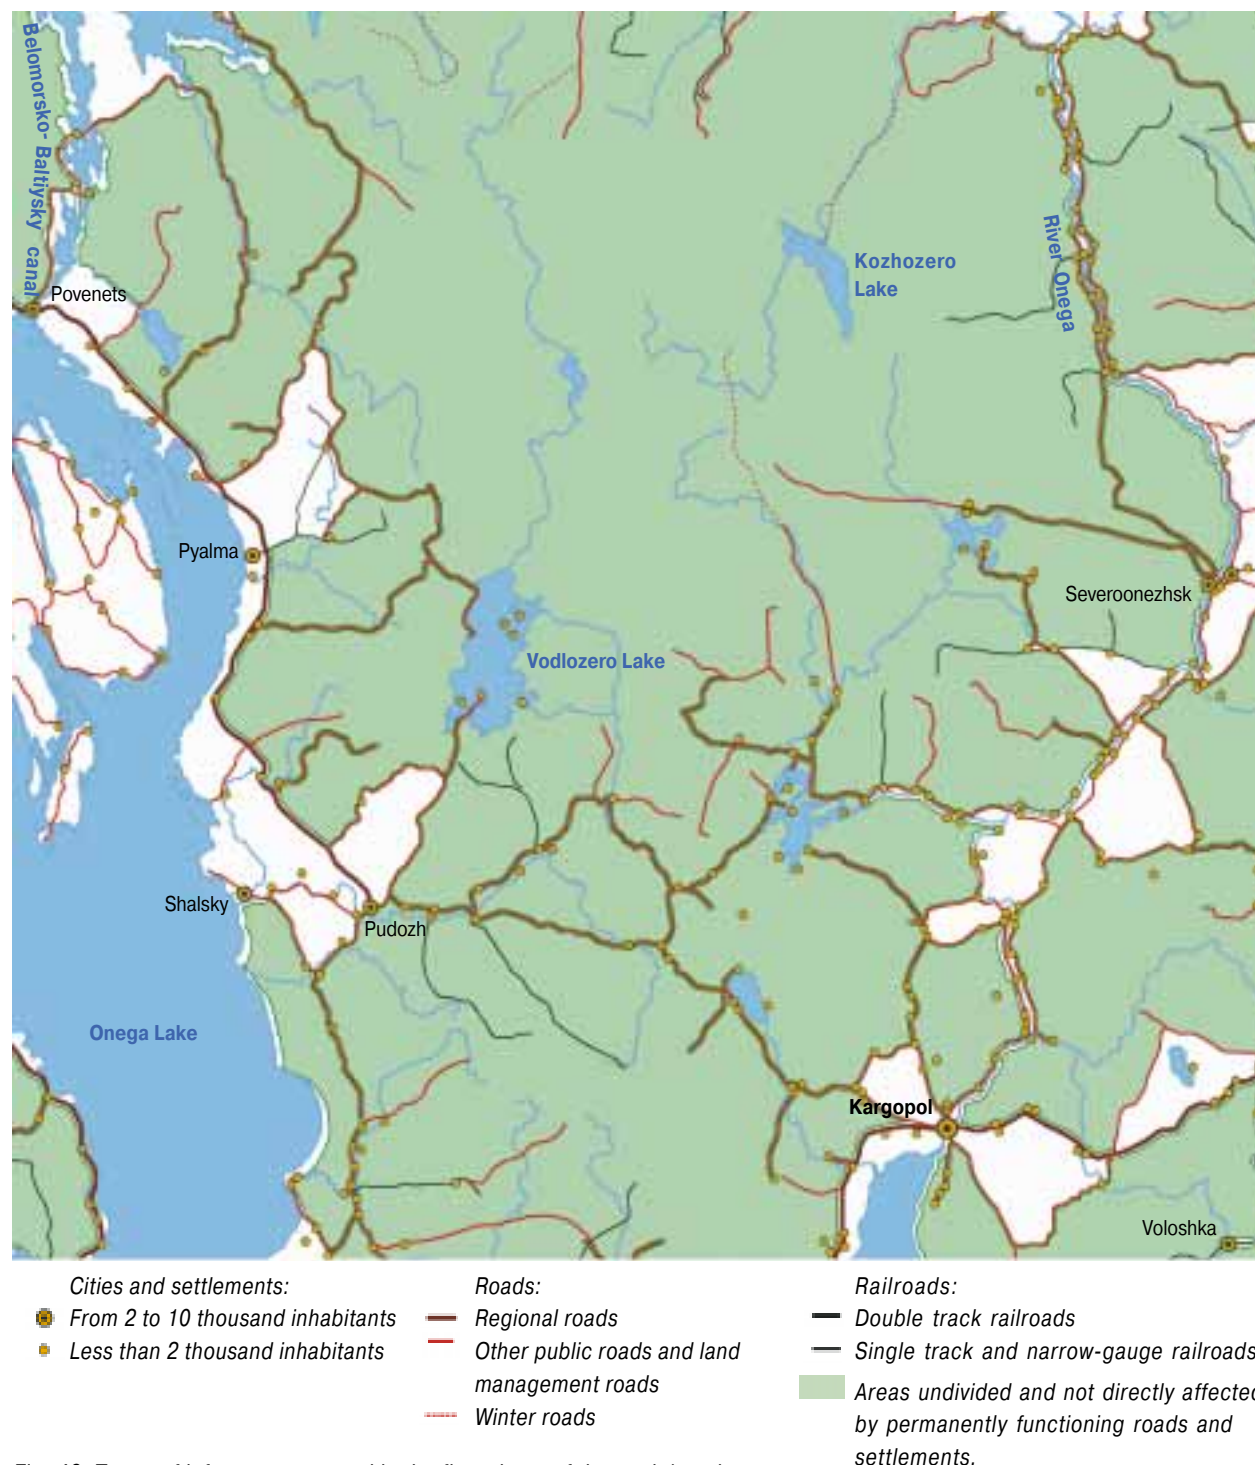 Belomorsko- Baltiysky canal
Povenets
Kozhozero
Lake
River Onega
Pyalma
Severoonezhsk
Vodlozero Lake
Shalsky
Pudozh
Onega Lake
Kargopol
Voloshka
Cities and settlements:
From 2 to 10 thousand inhabitants
Less than 2 thousand inhabitants
Roads:
Regional roads
Other public roads and land
management roads
Winter roads
Railroads:
Double track railroads
Single track and narrow-gauge railroads
Areas undivided and not directly affected
by permanently functioning roads and
settlements.